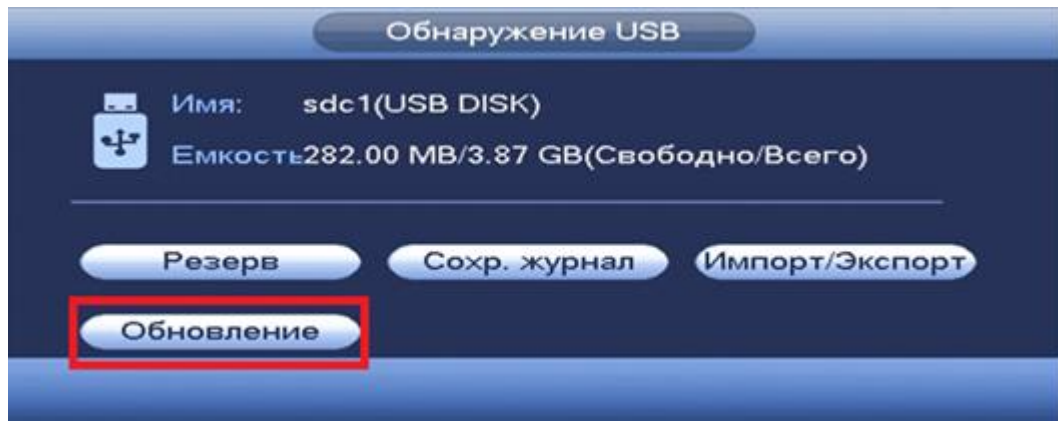 Обнаружение USB
Имя: sdc1(USB DISK)
Емкость282.00 MB/3.87 GB(Свободно/Всего)
Резерв Сохр. журнал Импорт/Экспорт
Обновление